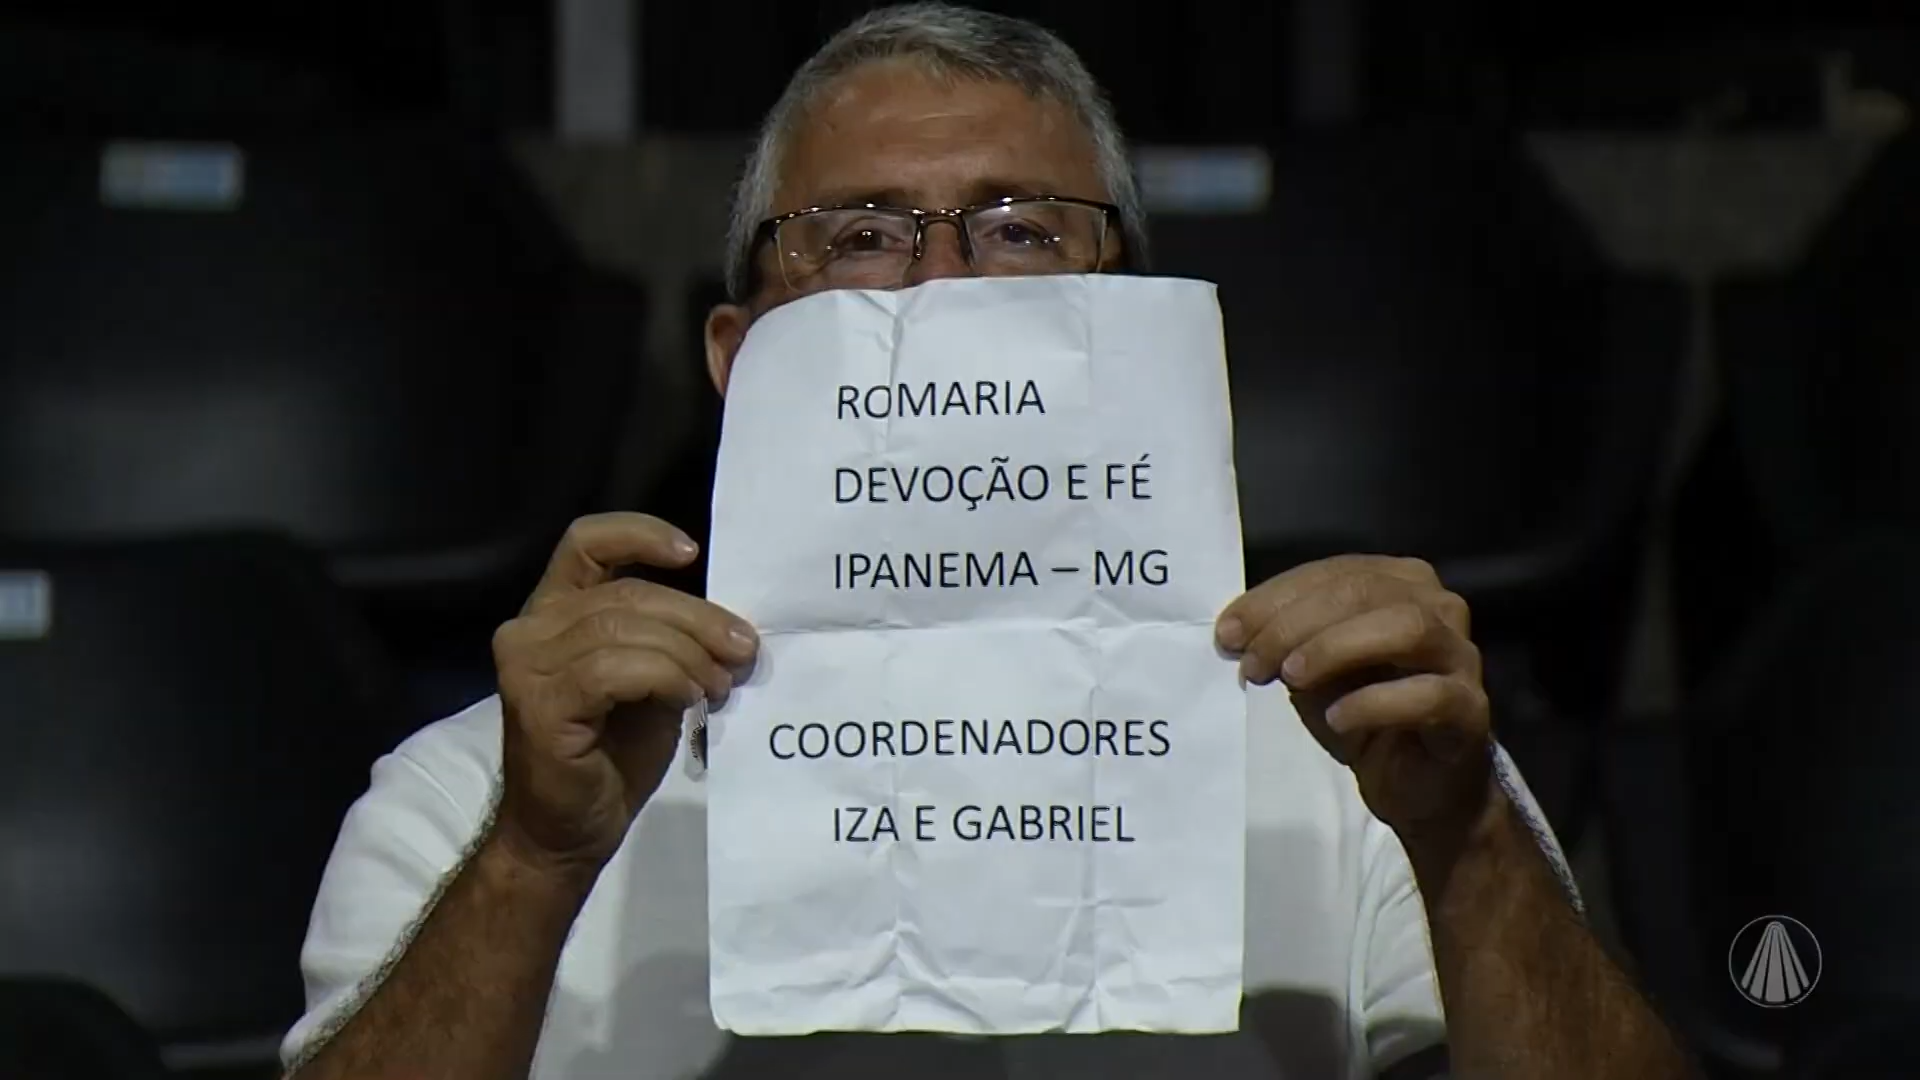 ROMARIA
DEVOÇÃO E FÉ
IPANEMA – MG
COORDENADORES
IZA E GABRIEL